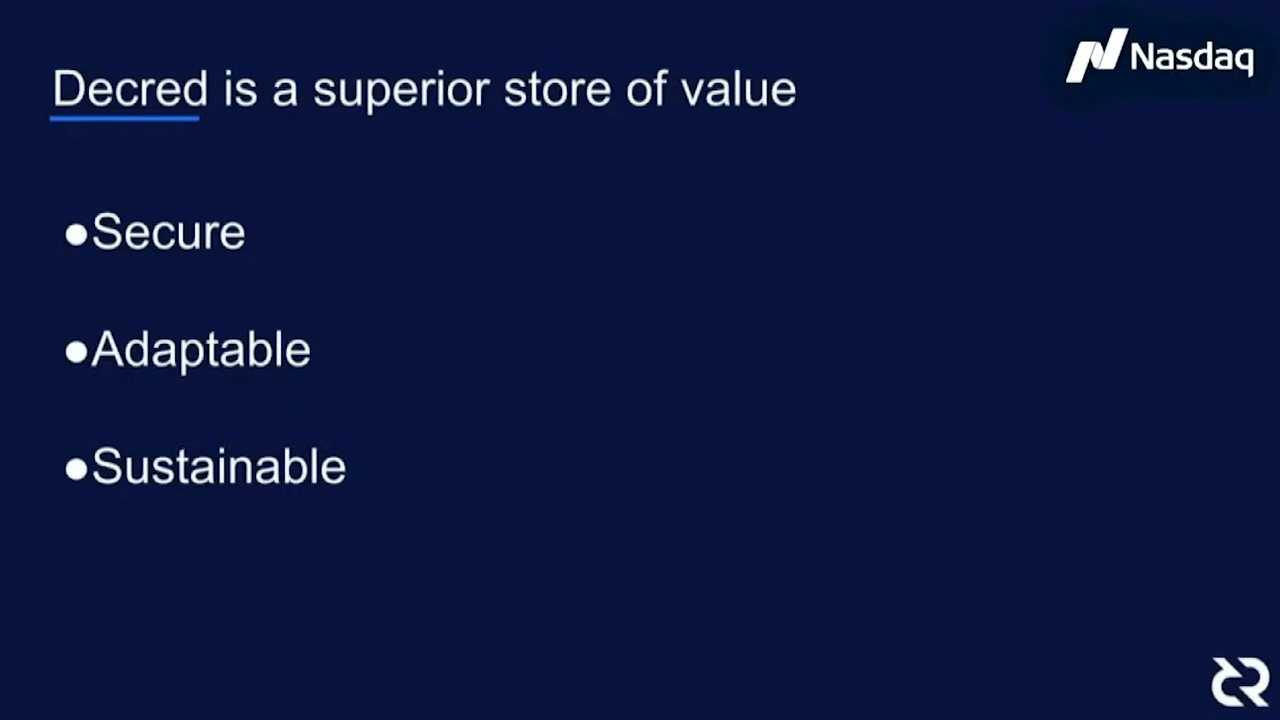 Nasdaq
Decred is a superior store of value
●Secure
●Adaptable
●Sustainable